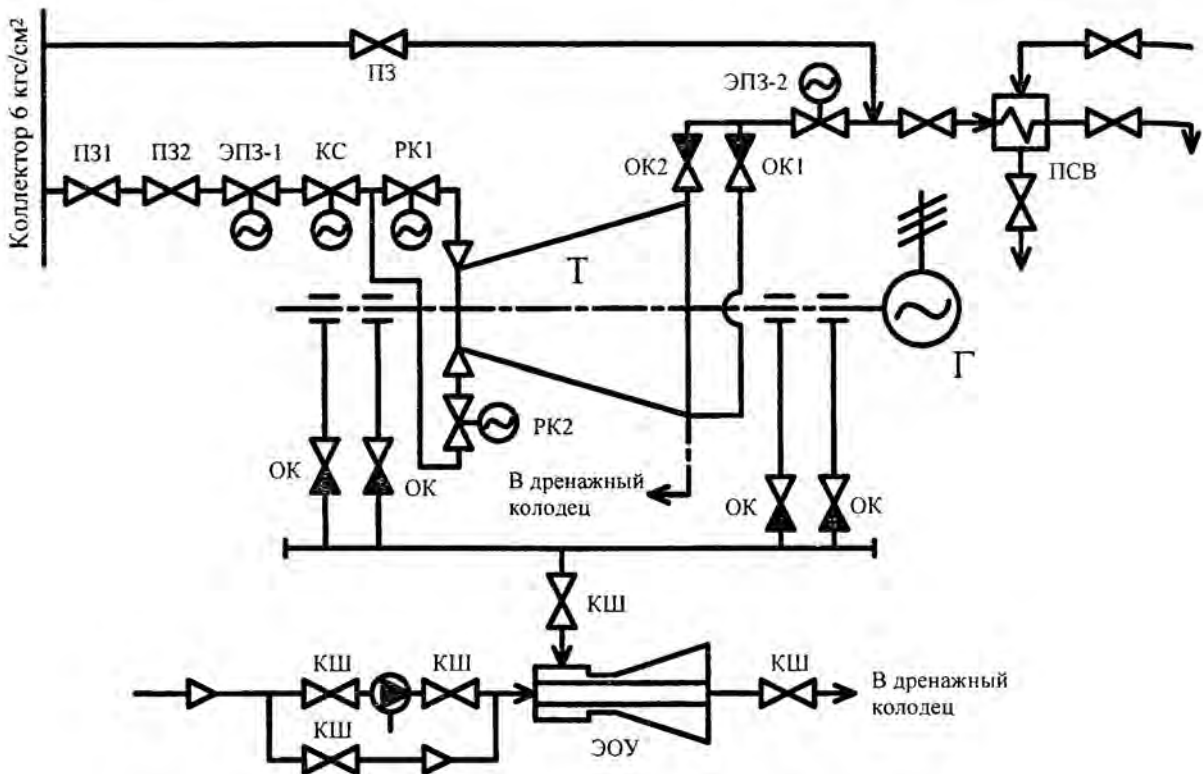 Коллектор 6 кгс/см²
ПЗ
ЭПЗ-2
ПЗ1
ПЗ2
ЭПЗ-1
КС
РК1
ОК2
ОК1
ПСВ
Т
Г
РК2
ОК
ОК
В дренажный
колодец
ОК
ОК
КШ
КШ
КШ
КШ
В дренажный
колодец
КШ
ЭОУ